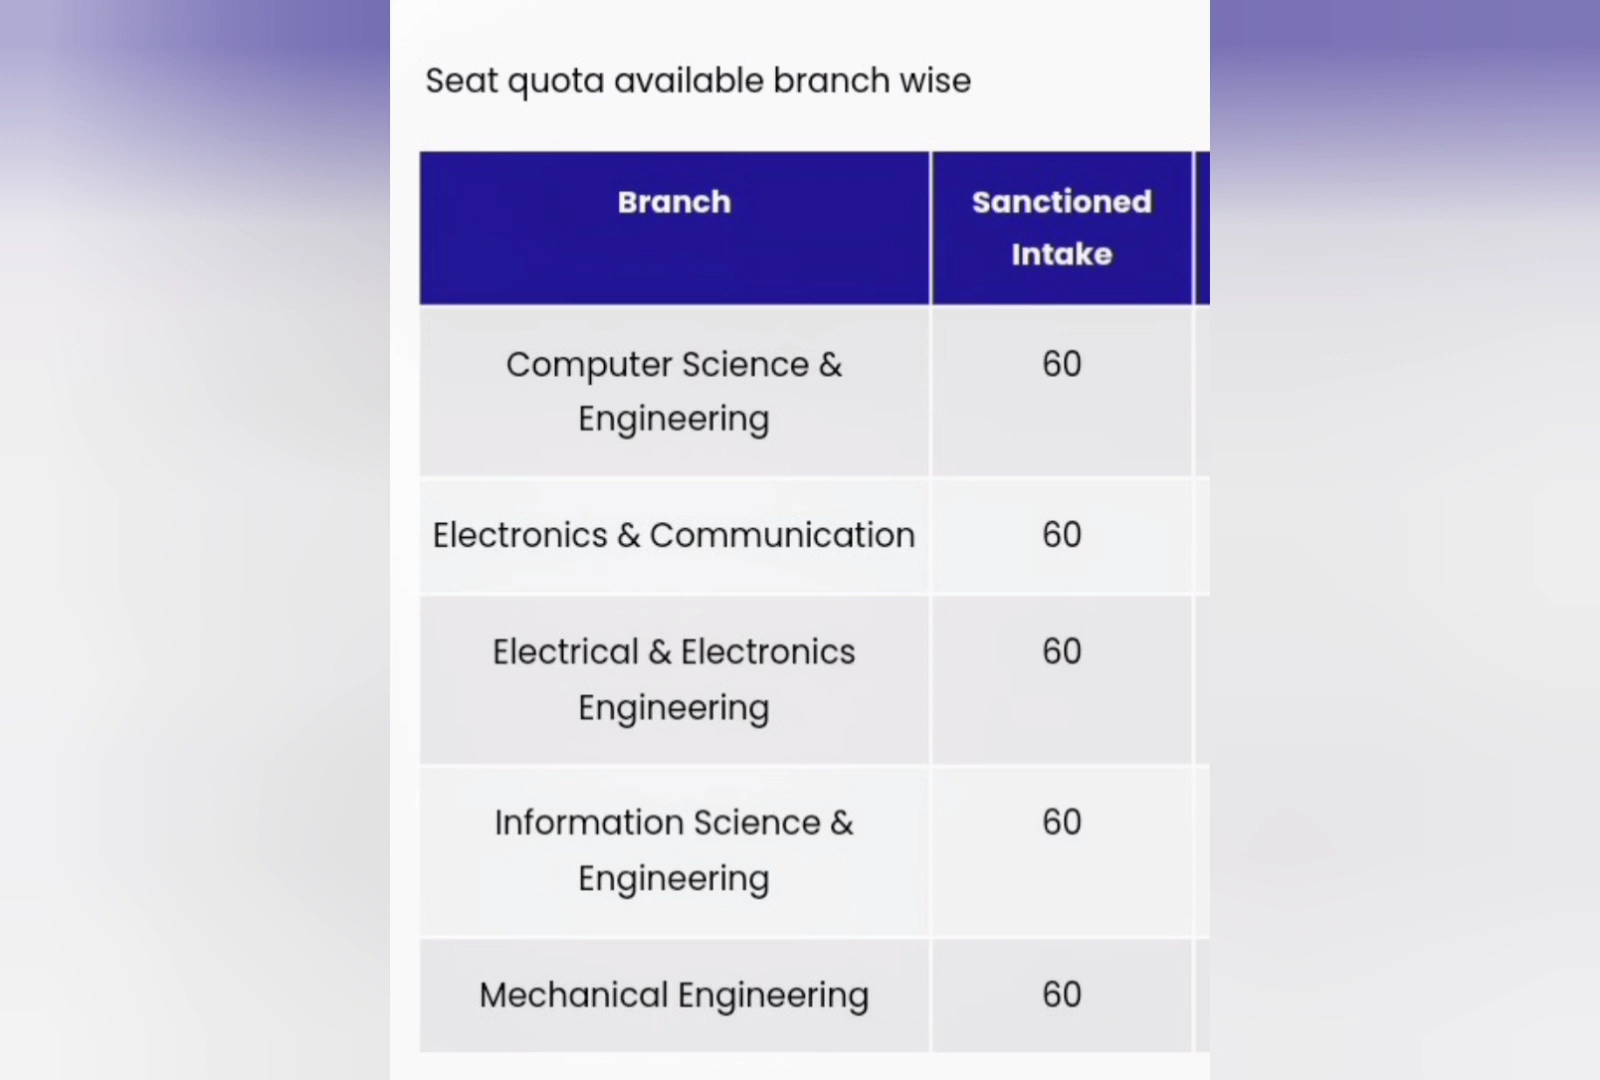 Seat quota available branch wise
Branch
Sanctioned
Intake
Computer Science &
Engineering
60
Electronics & Communication
60
Electrical & Electronics
Engineering
60
Information Science &
Engineering
60
Mechanical Engineering
60